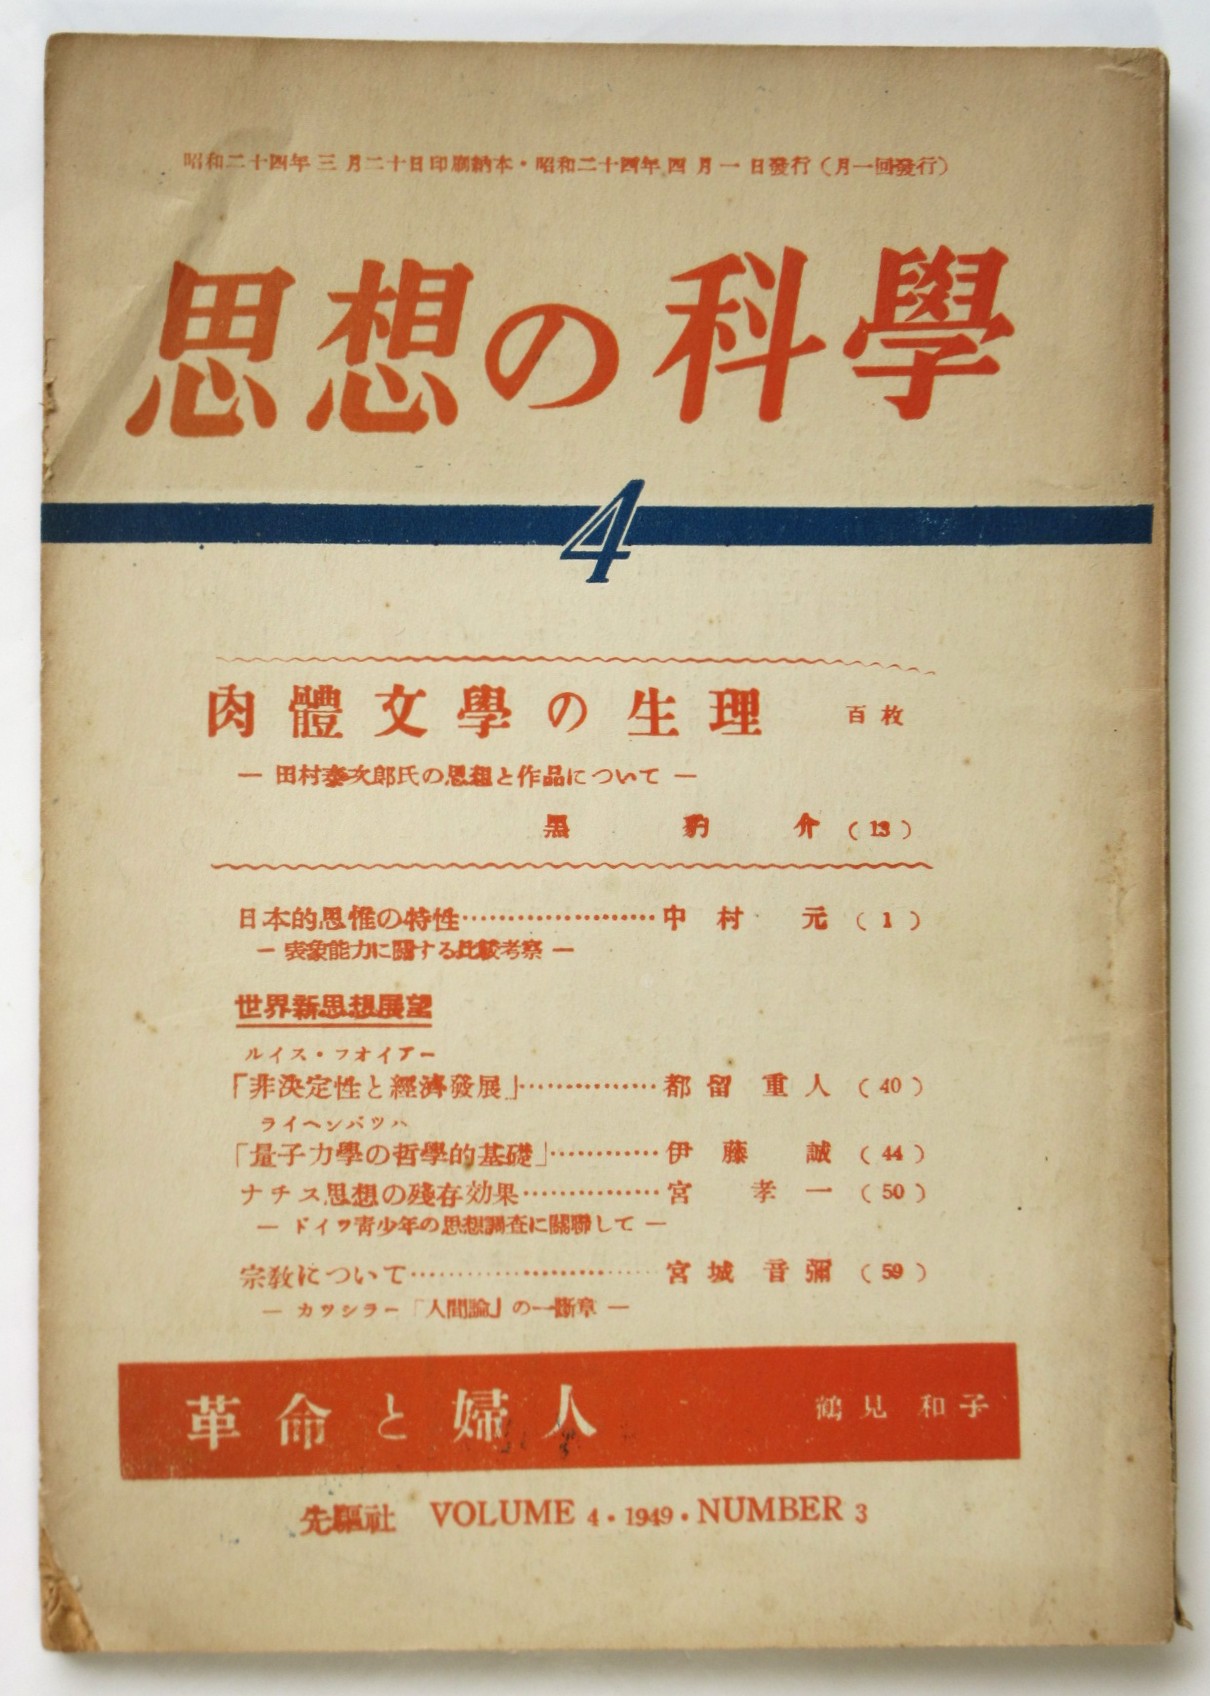 昭和二十四年三月二十日印刷納本・昭和二十四年四月一日發行（月一回發行）
思想の科學
4
肉體文學の生理 百枚
― 田村泰次郎氏の思想と作品について ―
黒豹介（13）
日本的思惟の特性…………………中村元（1）
― 表象能力に關する比較考察 ―
世界新思想展望
ルイス・フオイアー
「非決定性と經濟發展」……………都留重人（40）
ライヘンバツハ
「量子力學の哲學的基礎」…………伊藤誠（44）
ナチス思想の殘存効果……………宮孝一（50）
― ドイツ青少年の思想調査に關聯して ―
宗教について………………………宮城音彌（59）
― カツシラー「人間論」の一斷章 ―
革命と婦人 鶴見和子
先驅社 VOLUME 4・1949・NUMBER 3